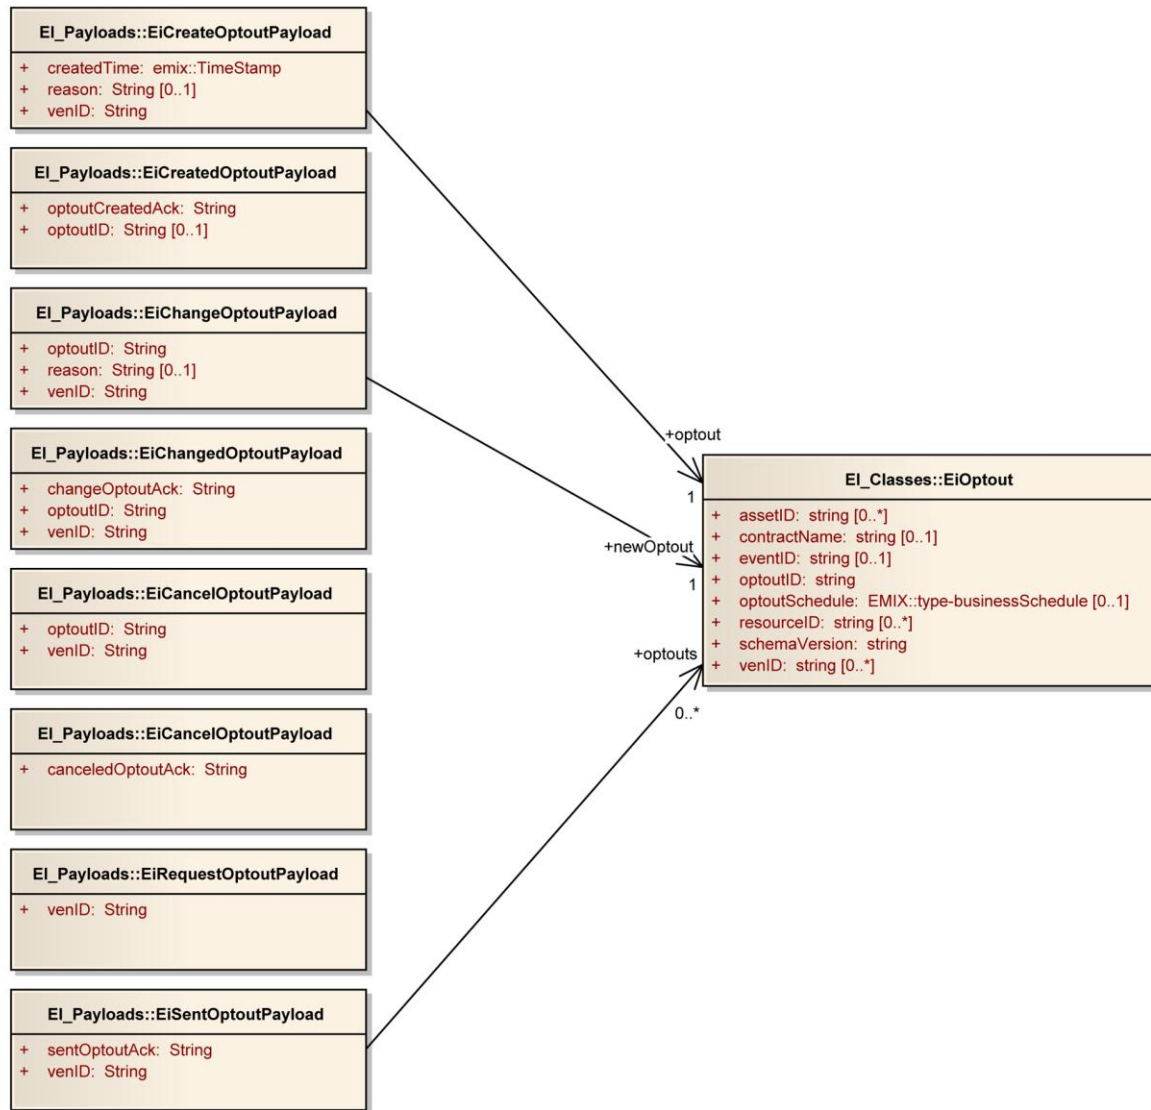 EI_Payloads::EiCreateOptoutPayload
+ createdTime: emix::TimeStamp
+ reason: String [0..1]
+ venID: String
EI_Payloads::EiCreatedOptoutPayload
+ optoutCreatedAck: String
+ optoutID: String [0..1]
EI_Payloads::EiChangeOptoutPayload
+ optoutID: String
+ reason: String [0..1]
+ venID: String
EI_Payloads::EiChangedOptoutPayload
+ changeOptoutAck: String
+ optoutID: String
+ venID: String
EI_Payloads::EiCancelOptoutPayload
+ optoutID: String
+ venID: String
EI_Payloads::EiCancelOptoutPayload
+ canceledOptoutAck: String
EI_Payloads::EiRequestOptoutPayload
+ venID: String
EI_Payloads::EiSentOptoutPayload
+ sentOptoutAck: String
+ venID: String
+optout
1
+newOptout
1
+optouts
0..*
EI_Classes::EiOptout
+ assetID: string [0..*]
+ contractName: string [0..1]
+ eventID: string [0..1]
+ optoutID: string
+ optoutSchedule: EMIX::type-businessSchedule [0..1]
+ resourceID: string [0..*]
+ schemaVersion: string
+ venID: string [0..*]